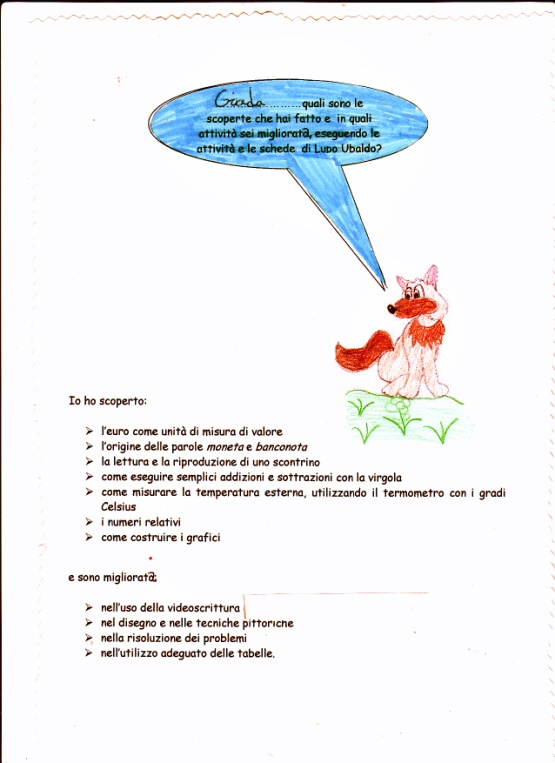 Giada..........quali sono le
scoperte che hai fatto e in quali
attività sei migliorata, eseguendo le
attività e le schede di Lupo Ubaldo?
Io ho scoperto:
➢ l'euro come unità di misura di valore
➢ l'origine delle parole moneta e banconota
➢ la lettura e la riproduzione di uno scontrino
➢ come eseguire semplici addizioni e sottrazioni con la virgola
➢ come misurare la temperatura esterna, utilizzando il termometro con i gradi
Celsius
➢ i numeri relativi
➢ come costruire i grafici
e sono migliorata:
➢ nell'uso della videoscrittura
➢ nel disegno e nelle tecniche pittoriche
➢ nella risoluzione dei problemi
➢ nell'utilizzo adeguato delle tabelle.